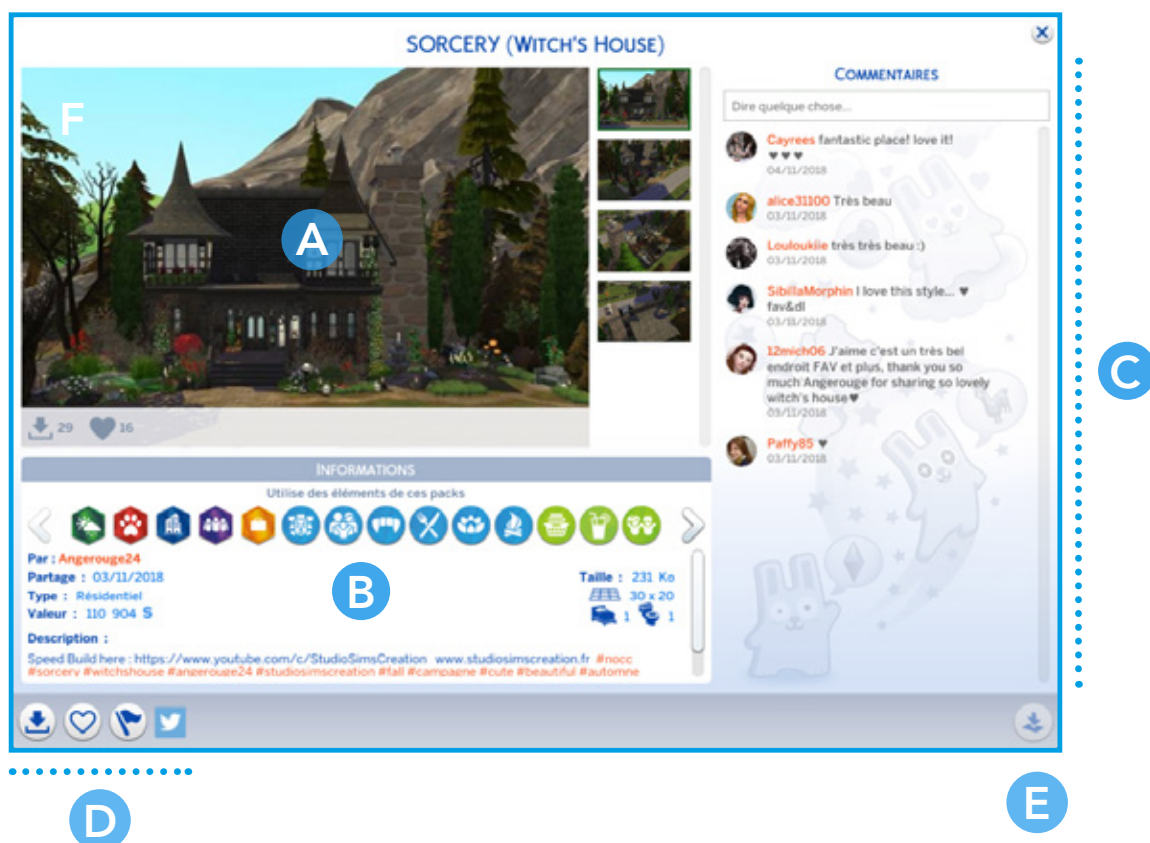 SORCERY (WITCH'S HOUSE)
F
A
29 16
COMMENTAIRES
Dire quelque chose...
Cayrees fantastic place! love it!
♥ ♥ ♥
04/11/2018
alice31100 Très beau
03/11/2018
Louloukiie très très beau :)
03/11/2018
SibillaMorphin I love this style... ♥
fav&dl
03/11/2018
12mich06 J'aime c'est un très bel
endroit FAV et plus, thank you so
much Angerouge for sharing so lovely
witch's house♥
03/11/2018
Paffy85 ♥
03/11/2018
C
INFORMATIONS
Utilise des éléments de ces packs
Par : Angerouge24
Partage : 03/11/2018
Type : Résidentiel
Valeur : 110 904 S
B
Taille : 231 Ko
30 x 20
1 1
Description :
Speed Build here : https://www.youtube.com/c/StudioSimsCreation www.studiosimscreation.fr #nocc
#sorcery #witchshouse #angerouge24 #studiosimscreation #fall #campagne #cute #beautiful #automne
D
E